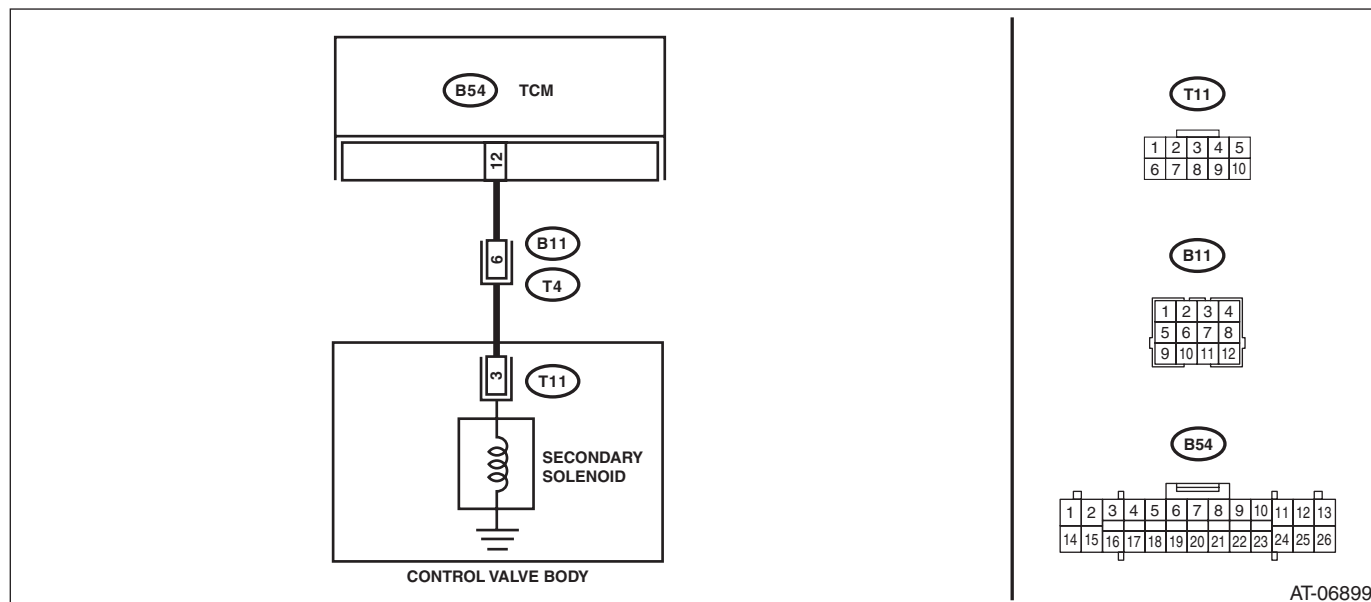 B54 TCM
12
6
B11
T4
3
T11
SECONDARY
SOLENOID
CONTROL VALVE BODY
T11
1 2 3 4 5
6 7 8 9 10
B11
1 2 3 4
5 6 7 8
9 10 11 12
B54
1 2 3 4 5 6 7 8 9 10 11 12 13
14 15 16 17 18 19 20 21 22 23 24 25 26
AT-06899